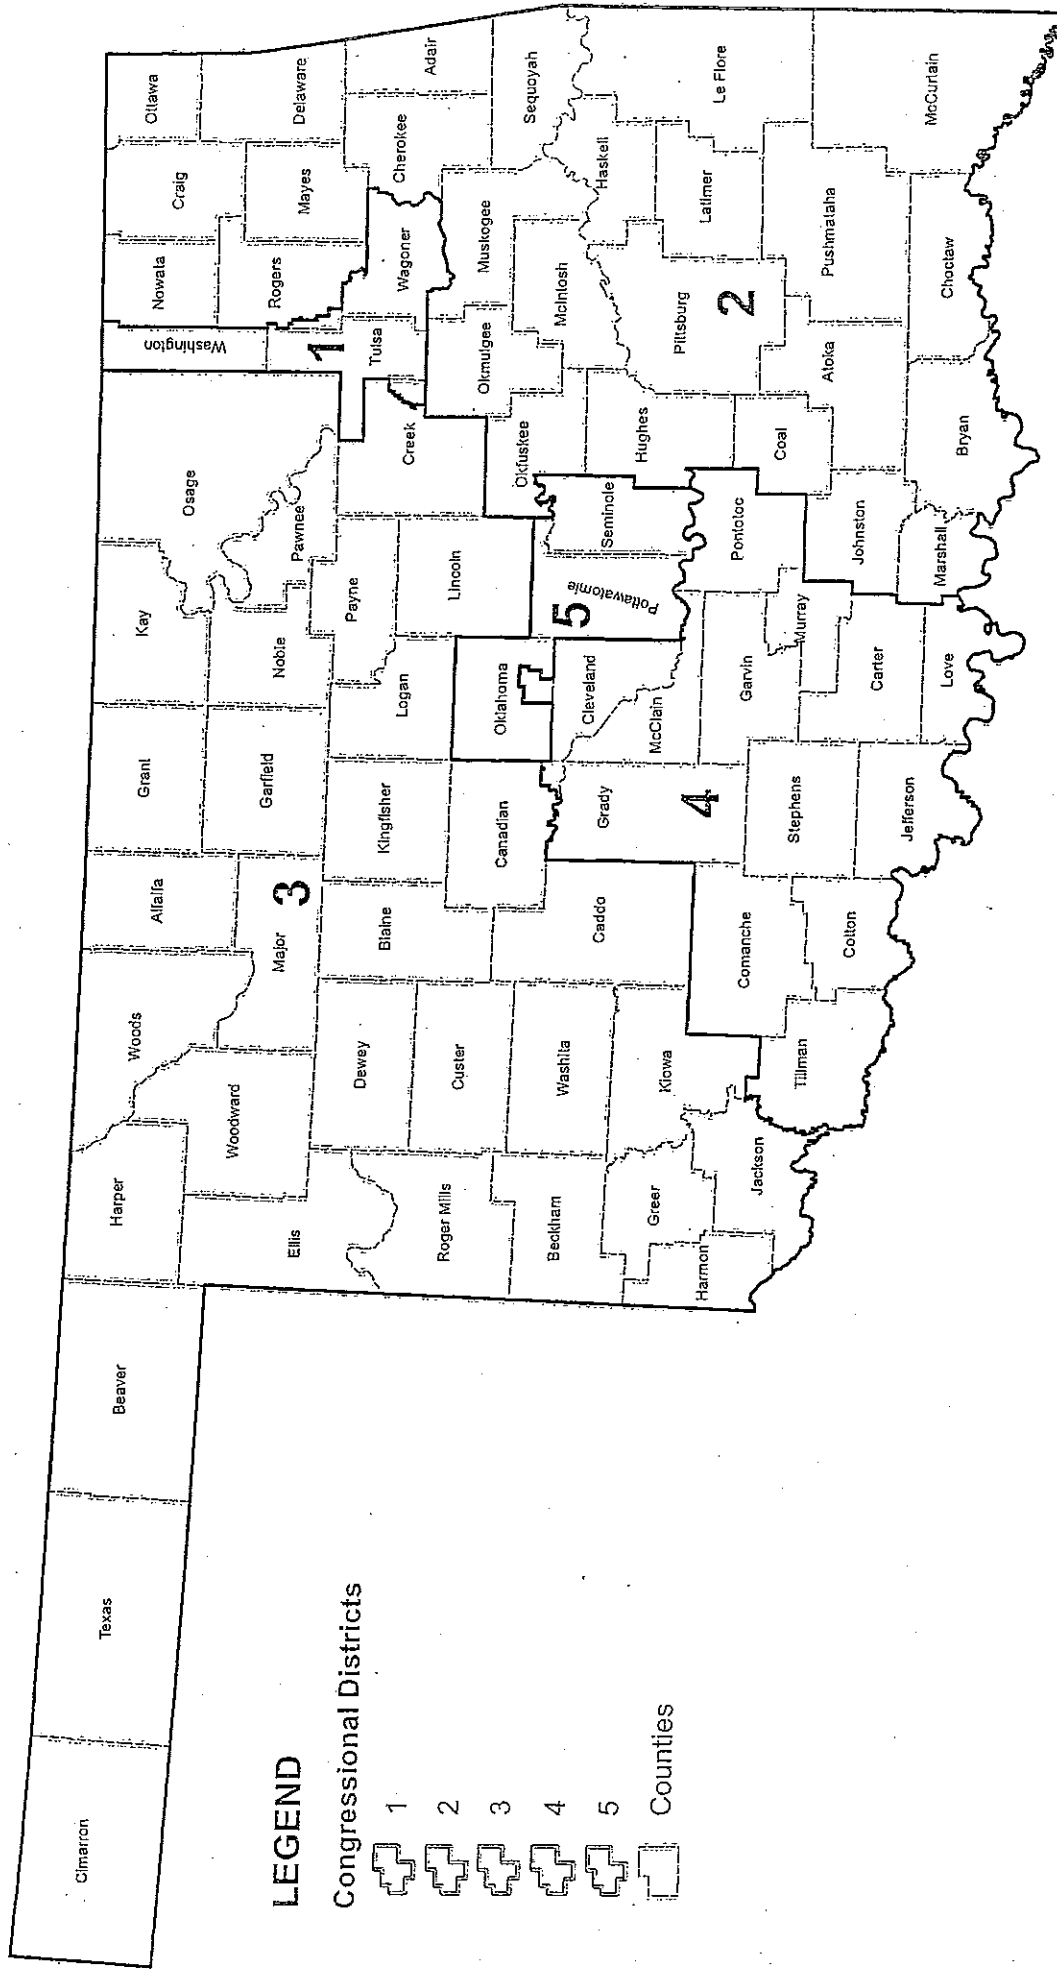 Cimarron
Texas
Beaver
Harper
Woods
Alfalfa
Grant
Kay
Osage
Washington
Nowata
Craig
Ottawa
Ellis
Woodward
Major
3
Garfield
Noble
Pawnee
1
Rogers
Mayes
Delaware
Dewey
Blaine
Kingfisher
Logan
Payne
Creek
Tulsa
Wagoner
Cherokee
Adair
Roger Mills
Custer
Canadian
Oklahoma
Lincoln
Okfuskee
Okmulgee
Muskogee
Sequoyah
Beckham
Washita
Caddo
Grady
Cleveland
McClain
5
Pottawatomie
Seminole
Hughes
McIntosh
Haskell
Greer
Kiowa
Comanche
4
Garvin
Pontotoc
Coal
Pittsburg
2
Latimer
Le Flore
Harmon
Jackson
Tillman
Cotton
Stephens
Murray
Carter
Johnston
Atoka
Pushmataha
McCurtain
Jefferson
Love
Marshall
Bryan
Choctaw
LEGEND
Congressional Districts
1
2
3
4
5
Counties